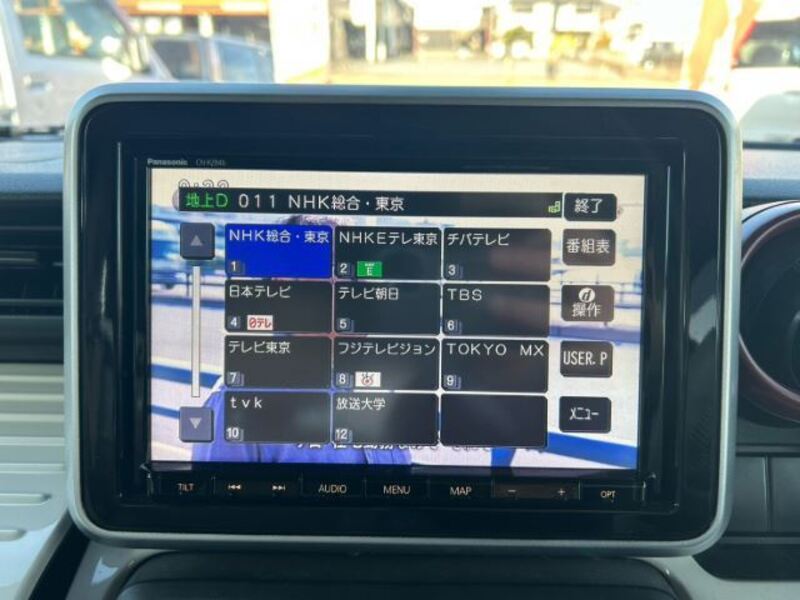 Panasonic
地上D 011 NHK総合・東京
終了
NHK総合・東京
1
NHKEテレ東京
2 E
チバテレビ
3
番組表
日本テレビ
4 日テレ
テレビ朝日
5
TBS
6
操作
テレビ東京
7
フジテレビジョン
8
TOKYO MX
9
USER.P
tvk
10
放送大学
12
メニュー
TILT AUDIO MENU MAP − + OPT